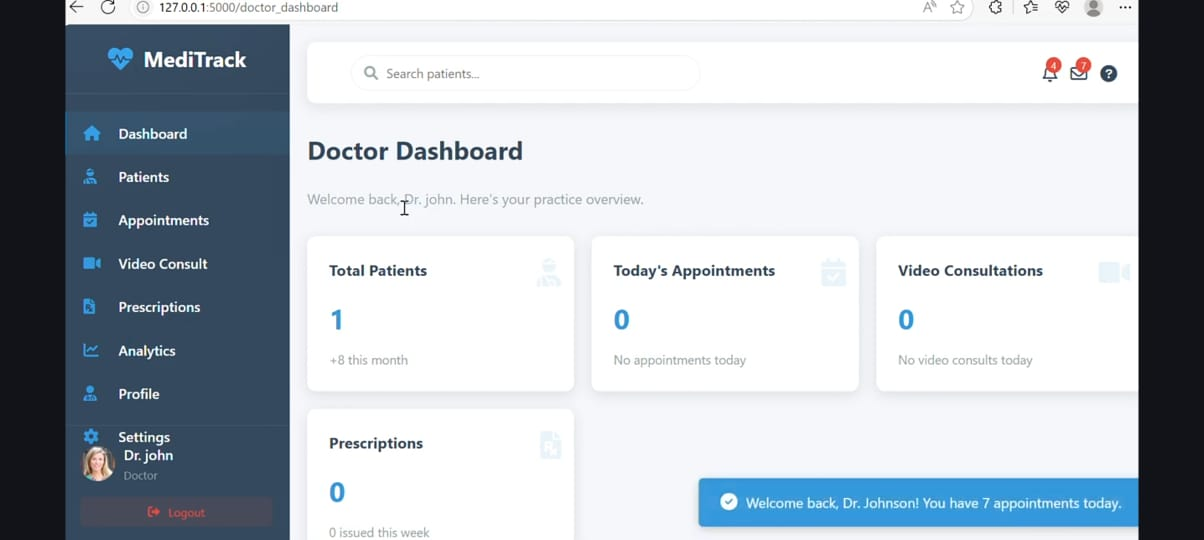 127.0.0.1:5000/doctor_dashboard
MediTrack
Search patients...
4
7
Dashboard
Patients
Appointments
Video Consult
Prescriptions
Analytics
Profile
Settings
Dr. john
Doctor
Logout
Doctor Dashboard
Welcome back, Dr. john. Here's your practice overview.
Total Patients
1
+8 this month
Today's Appointments
0
No appointments today
Video Consultations
0
No video consults today
Prescriptions
0
0 issued this week
Welcome back, Dr. Johnson! You have 7 appointments today.